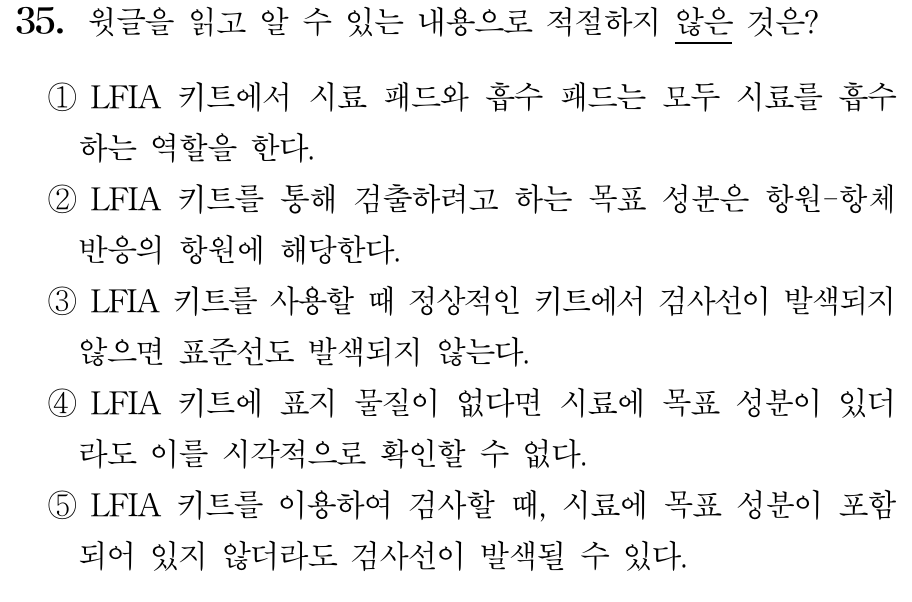 35. 윗글을 읽고 알 수 있는 내용으로 적절하지 않은 것은?
① LFIA 키트에서 시료 패드와 흡수 패드는 모두 시료를 흡수
하는 역할을 한다.
② LFIA 키트를 통해 검출하려고 하는 목표 성분은 항원-항체
반응의 항원에 해당한다.
③ LFIA 키트를 사용할 때 정상적인 키트에서 검사선이 발색되지
않으면 표준선도 발색되지 않는다.
④ LFIA 키트에 표지 물질이 없다면 시료에 목표 성분이 있더
라도 이를 시각적으로 확인할 수 없다.
⑤ LFIA 키트를 이용하여 검사할 때, 시료에 목표 성분이 포함
되어 있지 않더라도 검사선이 발색될 수 있다.